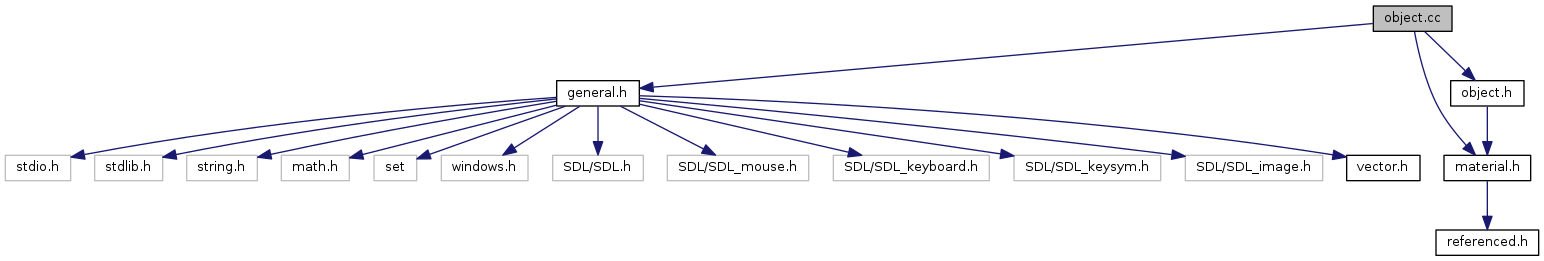 object.cc
general.h
object.h
stdio.h
stdlib.h
string.h
math.h
set
windows.h
SDL/SDL.h
SDL/SDL_mouse.h
SDL/SDL_keyboard.h
SDL/SDL_keysym.h
SDL/SDL_image.h
vector.h
material.h
referenced.h